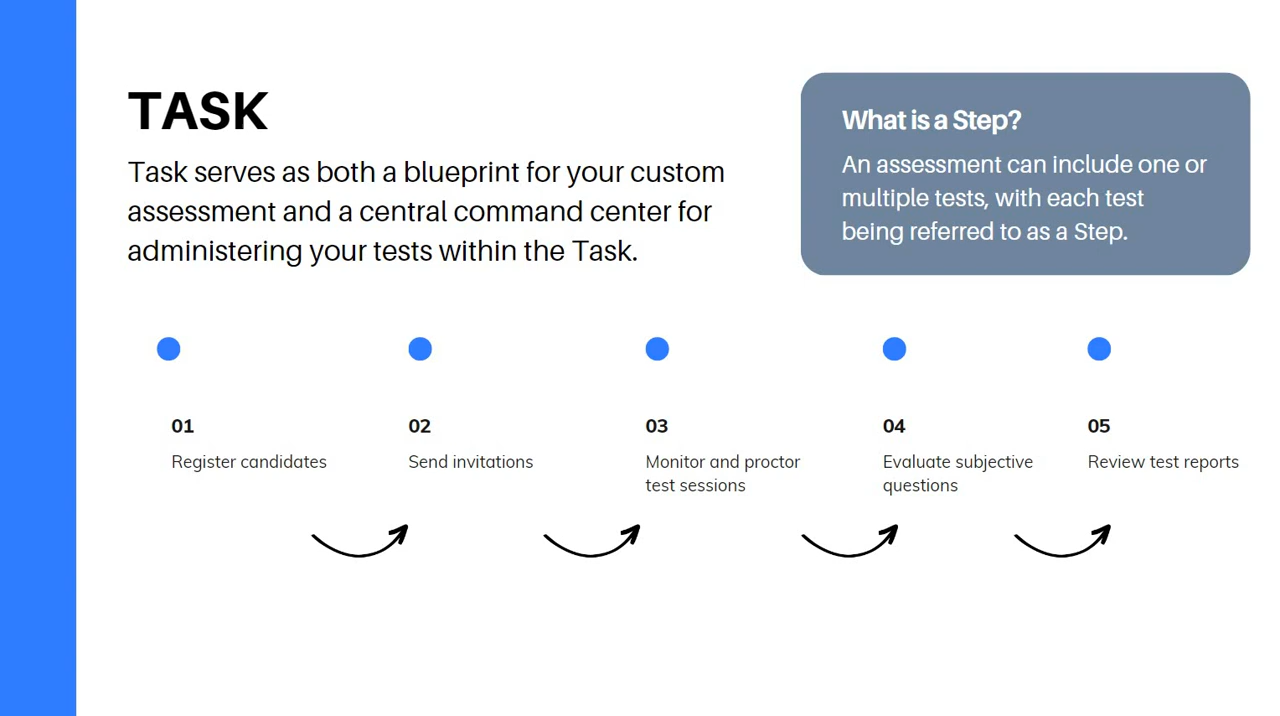 TASK
Task serves as both a blueprint for your custom
assessment and a central command center for
administering your tests within the Task.
What is a Step?
An assessment can include one or
multiple tests, with each test
being referred to as a Step.
01
Register candidates
02
Send invitations
03
Monitor and proctor
test sessions
04
Evaluate subjective
questions
05
Review test reports